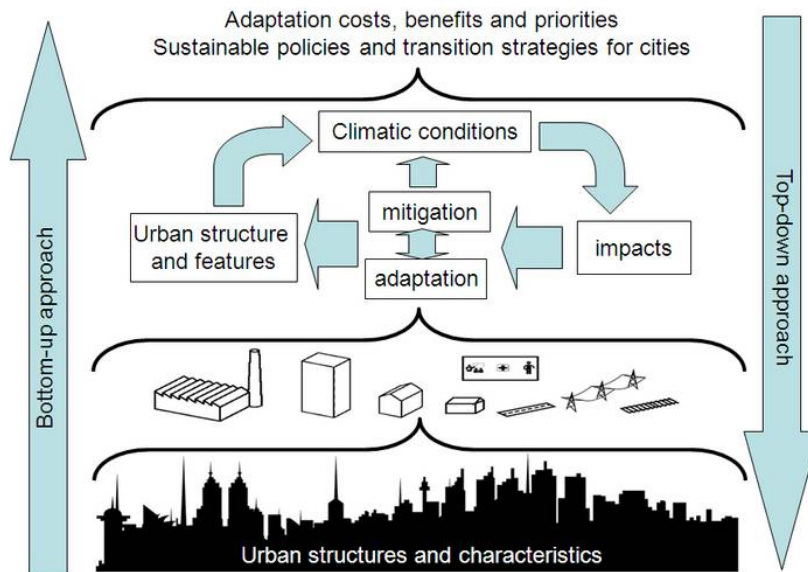 Adaptation costs, benefits and priorities
Sustainable policies and transition strategies for cities
Climatic conditions
mitigation
Urban structure
and features
impacts
adaptation
Bottom-up approach
Top-down approach
Urban structures and characteristics